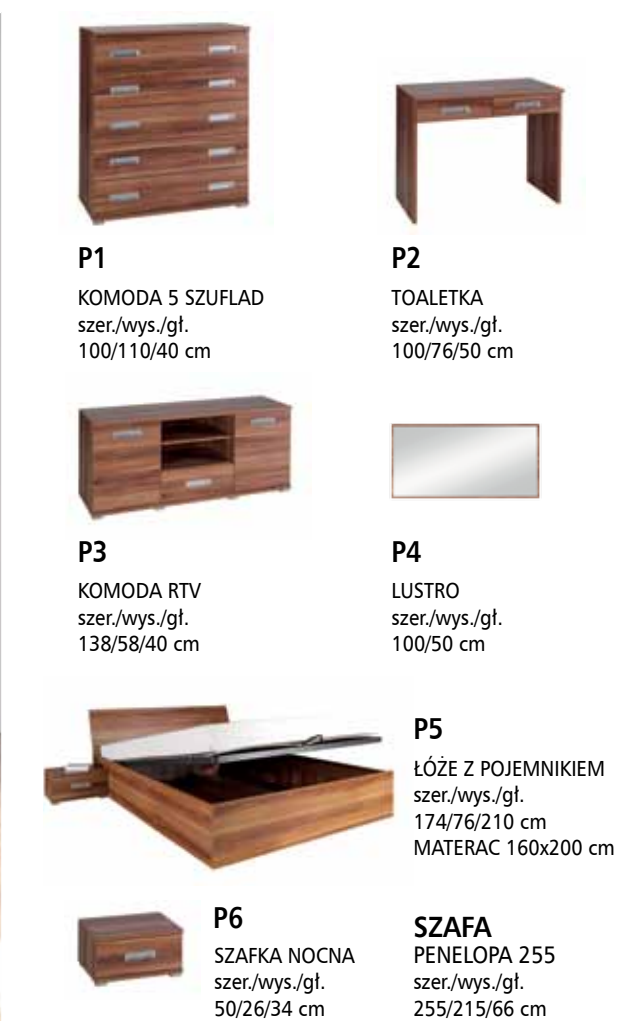 P1
KOMODA 5 SZUFLAD
szer./wys./gł.
100/110/40 cm
P2
TOALETKA
szer./wys./gł.
100/76/50 cm
P3
KOMODA RTV
szer./wys./gł.
138/58/40 cm
P4
LUSTRO
szer./wys./gł.
100/50 cm
P5
ŁÓŻE Z POJEMNIKIEM
szer./wys./gł.
174/76/210 cm
MATERAC 160x200 cm
P6
SZAFKA NOCNA
szer./wys./gł.
50/26/34 cm
SZAFA
PENELOPA 255
szer./wys./gł.
255/215/66 cm